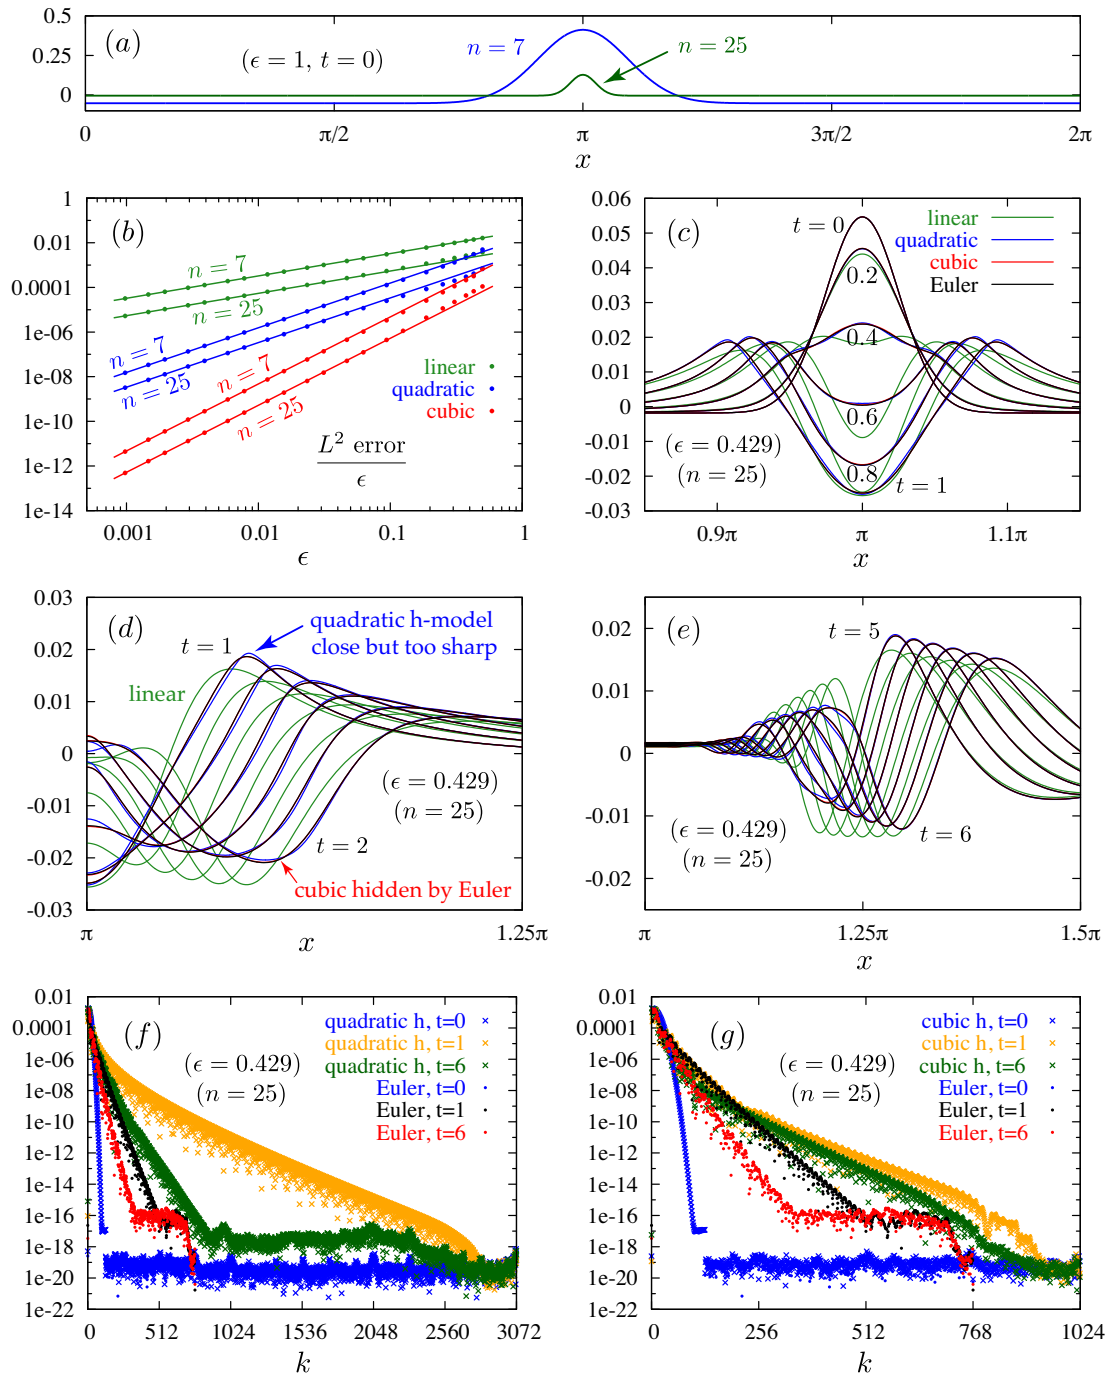 (a)
(ϵ = 1, t = 0)
n = 7
n = 25
0.5
0.25
0
0
π/2
π
3π/2
2π
x
(b)
1
0.01
0.0001
1e-06
1e-08
1e-10
1e-12
1e-14
n = 7
n = 25
n = 7
n = 25
n = 7
n = 25
linear
quadratic
cubic
L² error
ϵ
0.001
0.01
0.1
1
ϵ
(c)
0.06
0.05
0.04
0.03
0.02
0.01
0
-0.01
-0.02
-0.03
t = 0
0.2
0.4
0.6
0.8
t = 1
linear
quadratic
cubic
Euler
(ϵ = 0.429)
(n = 25)
0.9π
π
1.1π
x
(d)
0.03
0.02
0.01
0
-0.01
-0.02
-0.03
quadratic h-model
close but too sharp
t = 1
linear
(ϵ = 0.429)
(n = 25)
t = 2
cubic hidden by Euler
π
x
1.25π
(e)
0.02
0.01
0
-0.01
-0.02
t = 5
t = 6
(ϵ = 0.429)
(n = 25)
π
1.25π
1.5π
x
(f)
0.01
0.0001
1e-06
1e-08
1e-10
1e-12
1e-14
1e-16
1e-18
1e-20
1e-22
(ϵ = 0.429)
(n = 25)
quadratic h, t=0
quadratic h, t=1
quadratic h, t=6
Euler, t=0
Euler, t=1
Euler, t=6
0
512
1024
1536
2048
2560
3072
k
(g)
0.01
0.0001
1e-06
1e-08
1e-10
1e-12
1e-14
1e-16
1e-18
1e-20
1e-22
(ϵ = 0.429)
(n = 25)
cubic h, t=0
cubic h, t=1
cubic h, t=6
Euler, t=0
Euler, t=1
Euler, t=6
0
256
512
768
1024
k